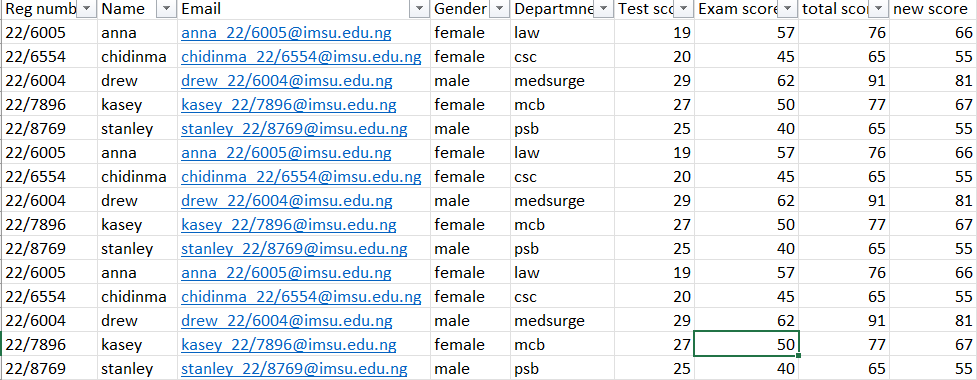 Reg numb Name Email Gender Departmne Test sco Exam score total scor new score
22/6005 anna anna_22/6005@imsu.edu.ng female law 19 57 76 66
22/6554 chidinma chidinma_22/6554@imsu.edu.ng female csc 20 45 65 55
22/6004 drew drew_22/6004@imsu.edu.ng male medsurge 29 62 91 81
22/7896 kasey kasey_22/7896@imsu.edu.ng female mcb 27 50 77 67
22/8769 stanley stanley_22/8769@imsu.edu.ng male psb 25 40 65 55
22/6005 anna anna_22/6005@imsu.edu.ng female law 19 57 76 66
22/6554 chidinma chidinma_22/6554@imsu.edu.ng female csc 20 45 65 55
22/6004 drew drew_22/6004@imsu.edu.ng male medsurge 29 62 91 81
22/7896 kasey kasey_22/7896@imsu.edu.ng female mcb 27 50 77 67
22/8769 stanley stanley_22/8769@imsu.edu.ng male psb 25 40 65 55
22/6005 anna anna_22/6005@imsu.edu.ng female law 19 57 76 66
22/6554 chidinma chidinma_22/6554@imsu.edu.ng female csc 20 45 65 55
22/6004 drew drew_22/6004@imsu.edu.ng male medsurge 29 62 91 81
22/7896 kasey kasey_22/7896@imsu.edu.ng female mcb 27 50 77 67
22/8769 stanley stanley_22/8769@imsu.edu.ng male psb 25 40 65 55